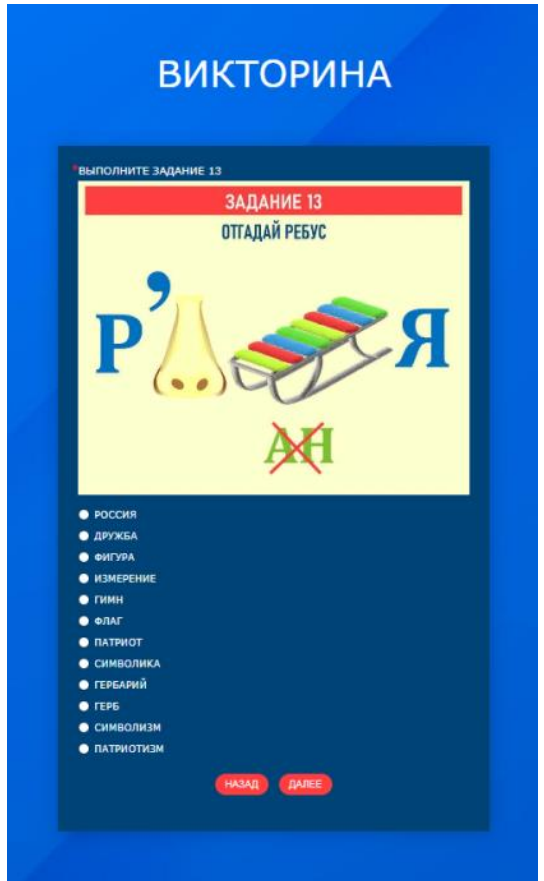 ВИКТОРИНА
*ВЫПОЛНИТЕ ЗАДАНИЕ 13
ЗАДАНИЕ 13
ОТГАДАЙ РЕБУС
Р’ Я
АН
РОССИЯ
ДРУЖБА
ФИГУРА
ИЗМЕРЕНИЕ
ГИМН
ФЛАГ
ПАТРИОТ
СИМВОЛИКА
ГЕРБАРИЙ
ГЕРБ
СИМВОЛИЗМ
ПАТРИОТИЗМ
НАЗАД ДАЛЕЕ